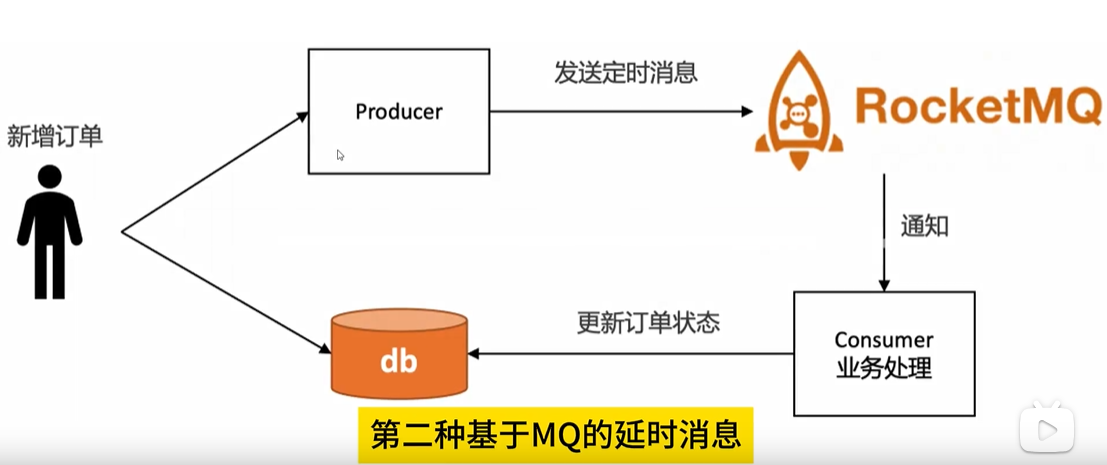 发送定时消息
Producer
RocketMQ
新增订单
通知
更新订单状态
Consumer
业务处理
db
第二种基于MQ的延时消息